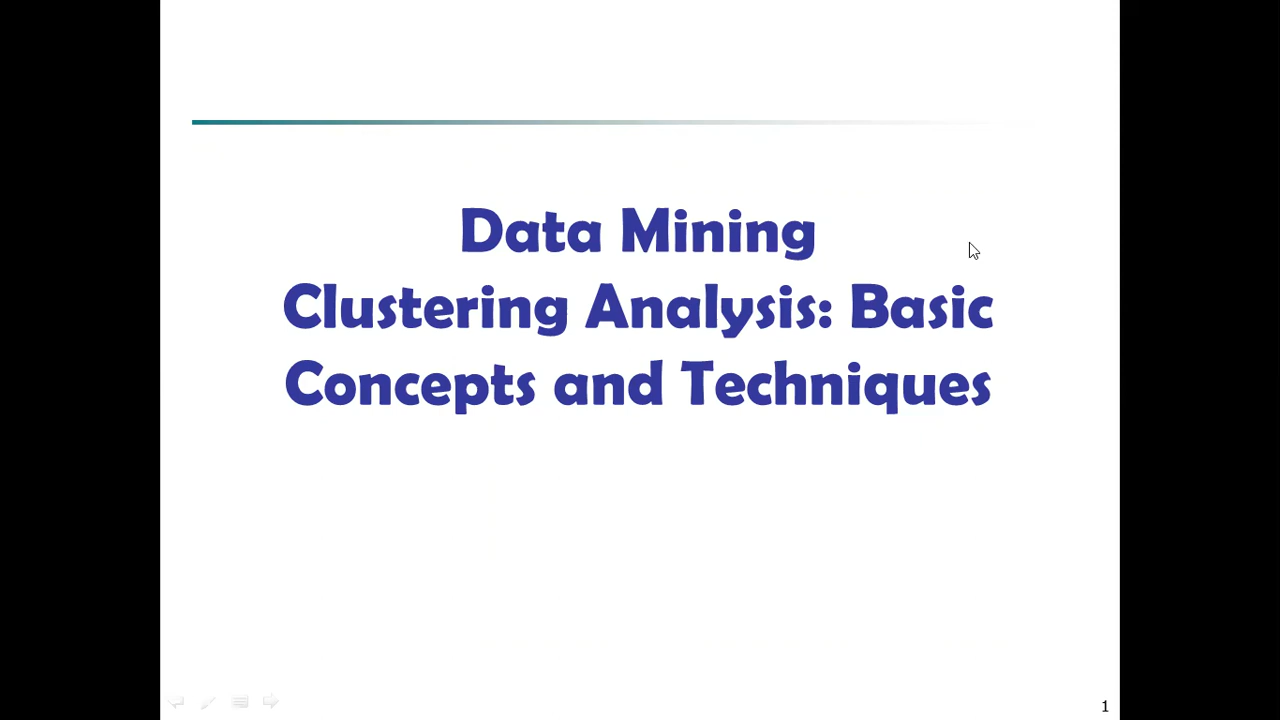 Data Mining
Clustering Analysis: Basic
Concepts and Techniques
1